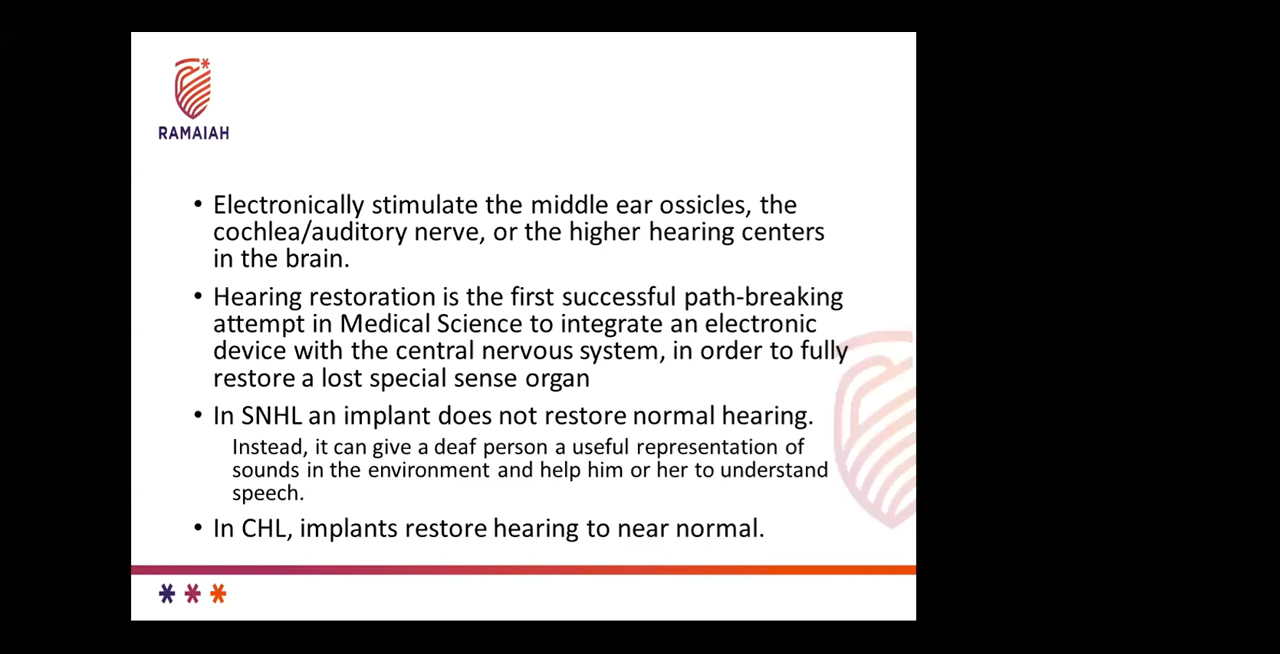 RAMAIAH
• Electronically stimulate the middle ear ossicles, the
cochlea/auditory nerve, or the higher hearing centers
in the brain.
• Hearing restoration is the first successful path-breaking
attempt in Medical Science to integrate an electronic
device with the central nervous system, in order to fully
restore a lost special sense organ
• In SNHL an implant does not restore normal hearing.
Instead, it can give a deaf person a useful representation of
sounds in the environment and help him or her to understand
speech.
• In CHL, implants restore hearing to near normal.